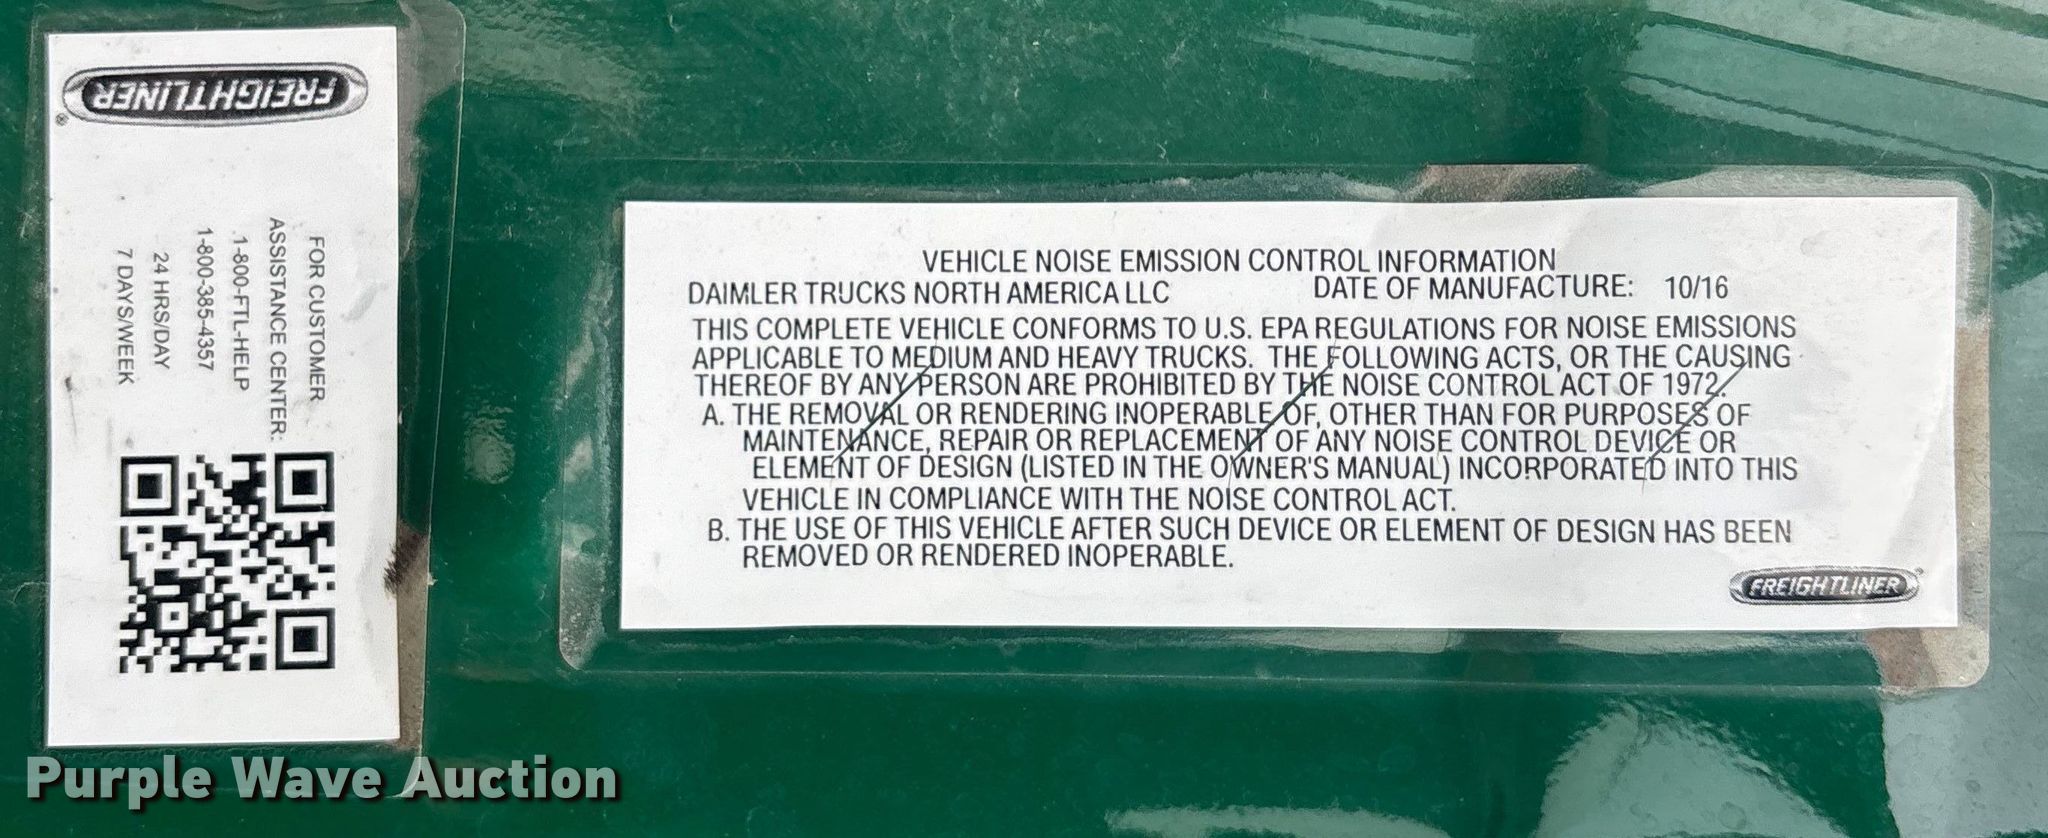 FREIGHTLINER
®
FOR CUSTOMER
ASSISTANCE CENTER:
1-800-FTL-HELP
1-800-385-4357
24 HRS/DAY
7 DAYS/WEEK
VEHICLE NOISE EMISSION CONTROL INFORMATION
DAIMLER TRUCKS NORTH AMERICA LLC DATE OF MANUFACTURE: 10/16
THIS COMPLETE VEHICLE CONFORMS TO U.S. EPA REGULATIONS FOR NOISE EMISSIONS
APPLICABLE TO MEDIUM AND HEAVY TRUCKS. THE FOLLOWING ACTS, OR THE CAUSING
THEREOF BY ANY PERSON ARE PROHIBITED BY THE NOISE CONTROL ACT OF 1972.
A. THE REMOVAL OR RENDERING INOPERABLE OF, OTHER THAN FOR PURPOSES OF
MAINTENANCE, REPAIR OR REPLACEMENT OF ANY NOISE CONTROL DEVICE OR
ELEMENT OF DESIGN (LISTED IN THE OWNER'S MANUAL) INCORPORATED INTO THIS
VEHICLE IN COMPLIANCE WITH THE NOISE CONTROL ACT.
B. THE USE OF THIS VEHICLE AFTER SUCH DEVICE OR ELEMENT OF DESIGN HAS BEEN
REMOVED OR RENDERED INOPERABLE.
FREIGHTLINER
Purple Wave Auction